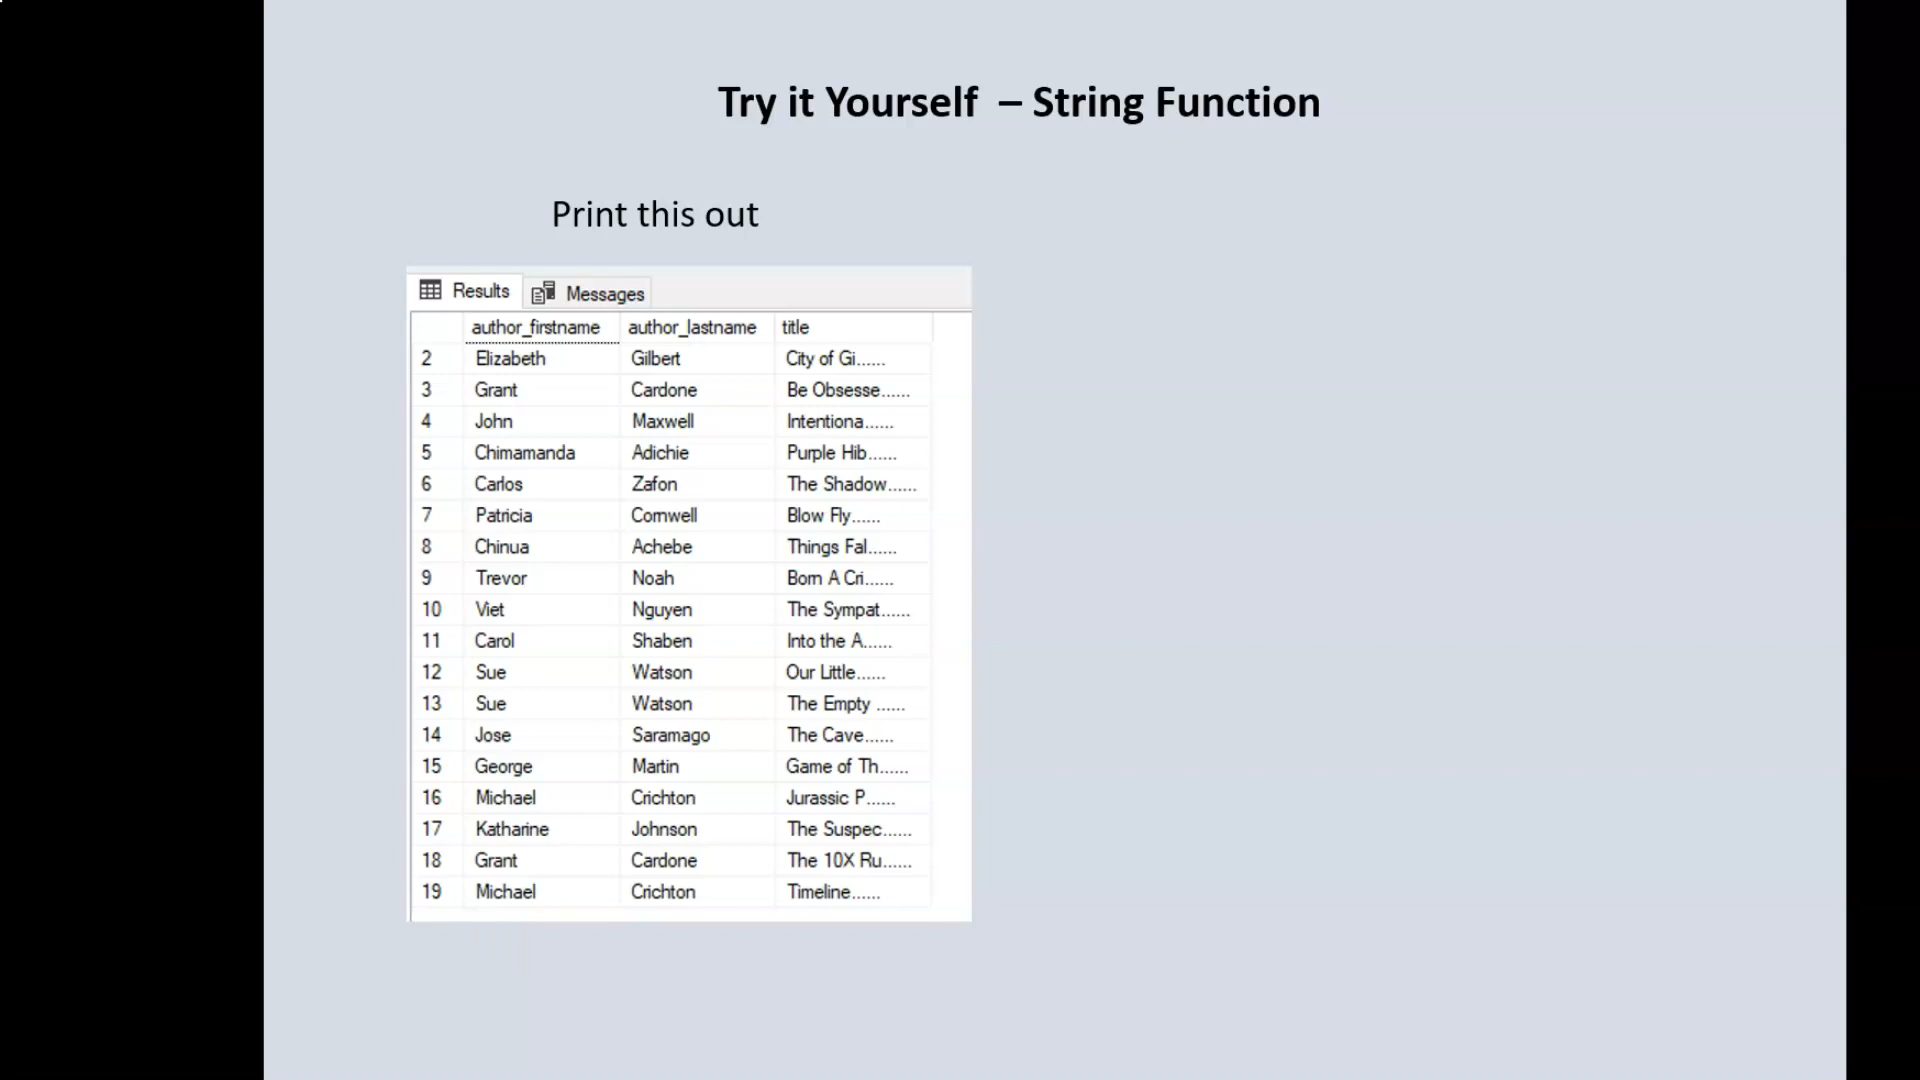 Try it Yourself – String Function
Print this out
Results Messages
author_firstname author_lastname title
2 Elizabeth Gilbert City of Gi......
3 Grant Cardone Be Obsesse......
4 John Maxwell Intentiona......
5 Chimamanda Adichie Purple Hib......
6 Carlos Zafon The Shadow......
7 Patricia Cornwell Blow Fly......
8 Chinua Achebe Things Fal......
9 Trevor Noah Born A Cri......
10 Viet Nguyen The Sympat......
11 Carol Shaben Into the A......
12 Sue Watson Our Little......
13 Sue Watson The Empty ......
14 Jose Saramago The Cave......
15 George Martin Game of Th......
16 Michael Crichton Jurassic P......
17 Katharine Johnson The Suspec......
18 Grant Cardone The 10X Ru......
19 Michael Crichton Timeline......